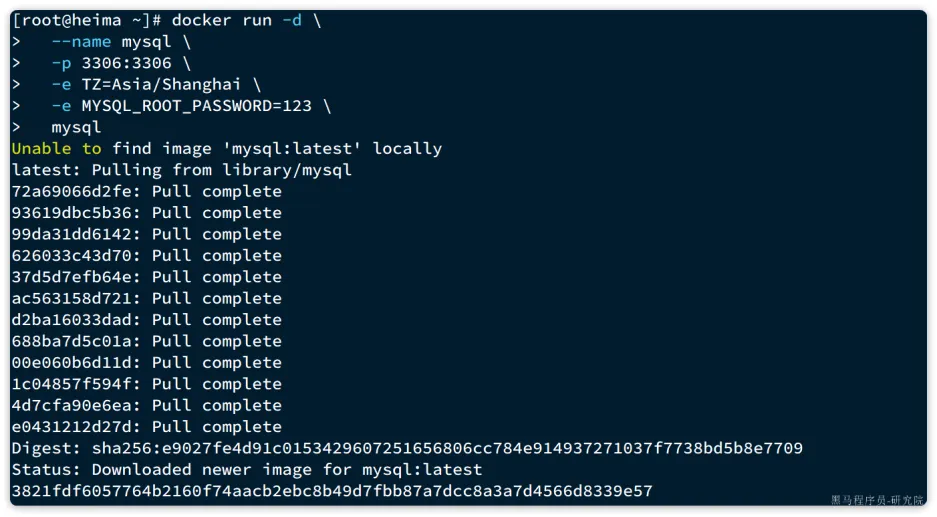 [root@heima ~]# docker run -d \
>   --name mysql \
>   -p 3306:3306 \
>   -e TZ=Asia/Shanghai \
>   -e MYSQL_ROOT_PASSWORD=123 \
>   mysql
Unable to find image 'mysql:latest' locally
latest: Pulling from library/mysql
72a69066d2fe: Pull complete
93619dbc5b36: Pull complete
99da31dd6142: Pull complete
626033c43d70: Pull complete
37d5d7efb64e: Pull complete
ac563158d721: Pull complete
d2ba16033dad: Pull complete
688ba7d5c01a: Pull complete
00e060b6d11d: Pull complete
1c04857f594f: Pull complete
4d7cfa90e6ea: Pull complete
e0431212d27d: Pull complete
Digest: sha256:e9027fe4d91c0153429607251656806cc784e914937271037f7738bd5b8e7709
Status: Downloaded newer image for mysql:latest
3821fdf6057764b2160f74aacb2ebc8b49d7fbb87a7dcc8a3a7d4566d8339e57
黑马程序员-研究院